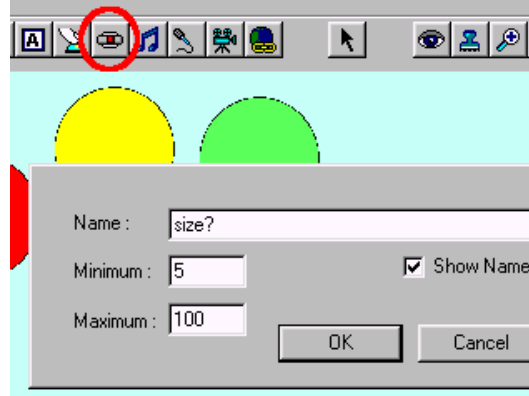 A
Name : size?
Minimum : 5
Show Name
Maximum : 100
OK Cancel